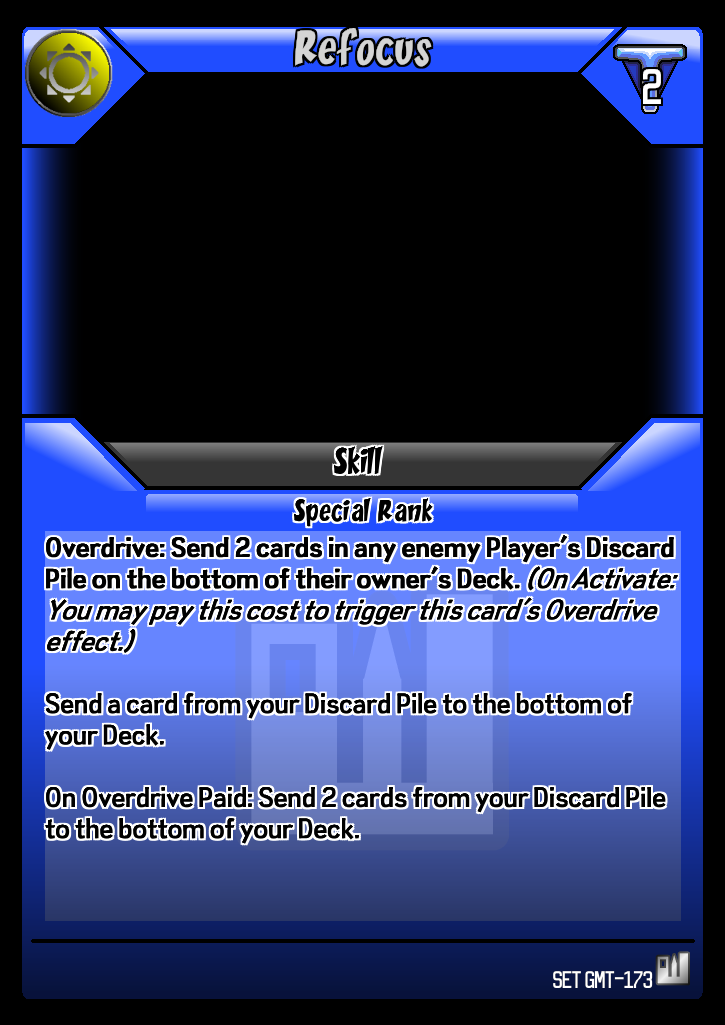 Refocus
2
Skill
Special Rank
Overdrive: Send 2 cards in any enemy Player's Discard
Pile on the bottom of their owner's Deck. (On Activate:
You may pay this cost to trigger this card's Overdrive
effect.)
Send a card from your Discard Pile to the bottom of
your Deck.
On Overdrive Paid: Send 2 cards from your Discard Pile
to the bottom of your Deck.
SET GMT-173